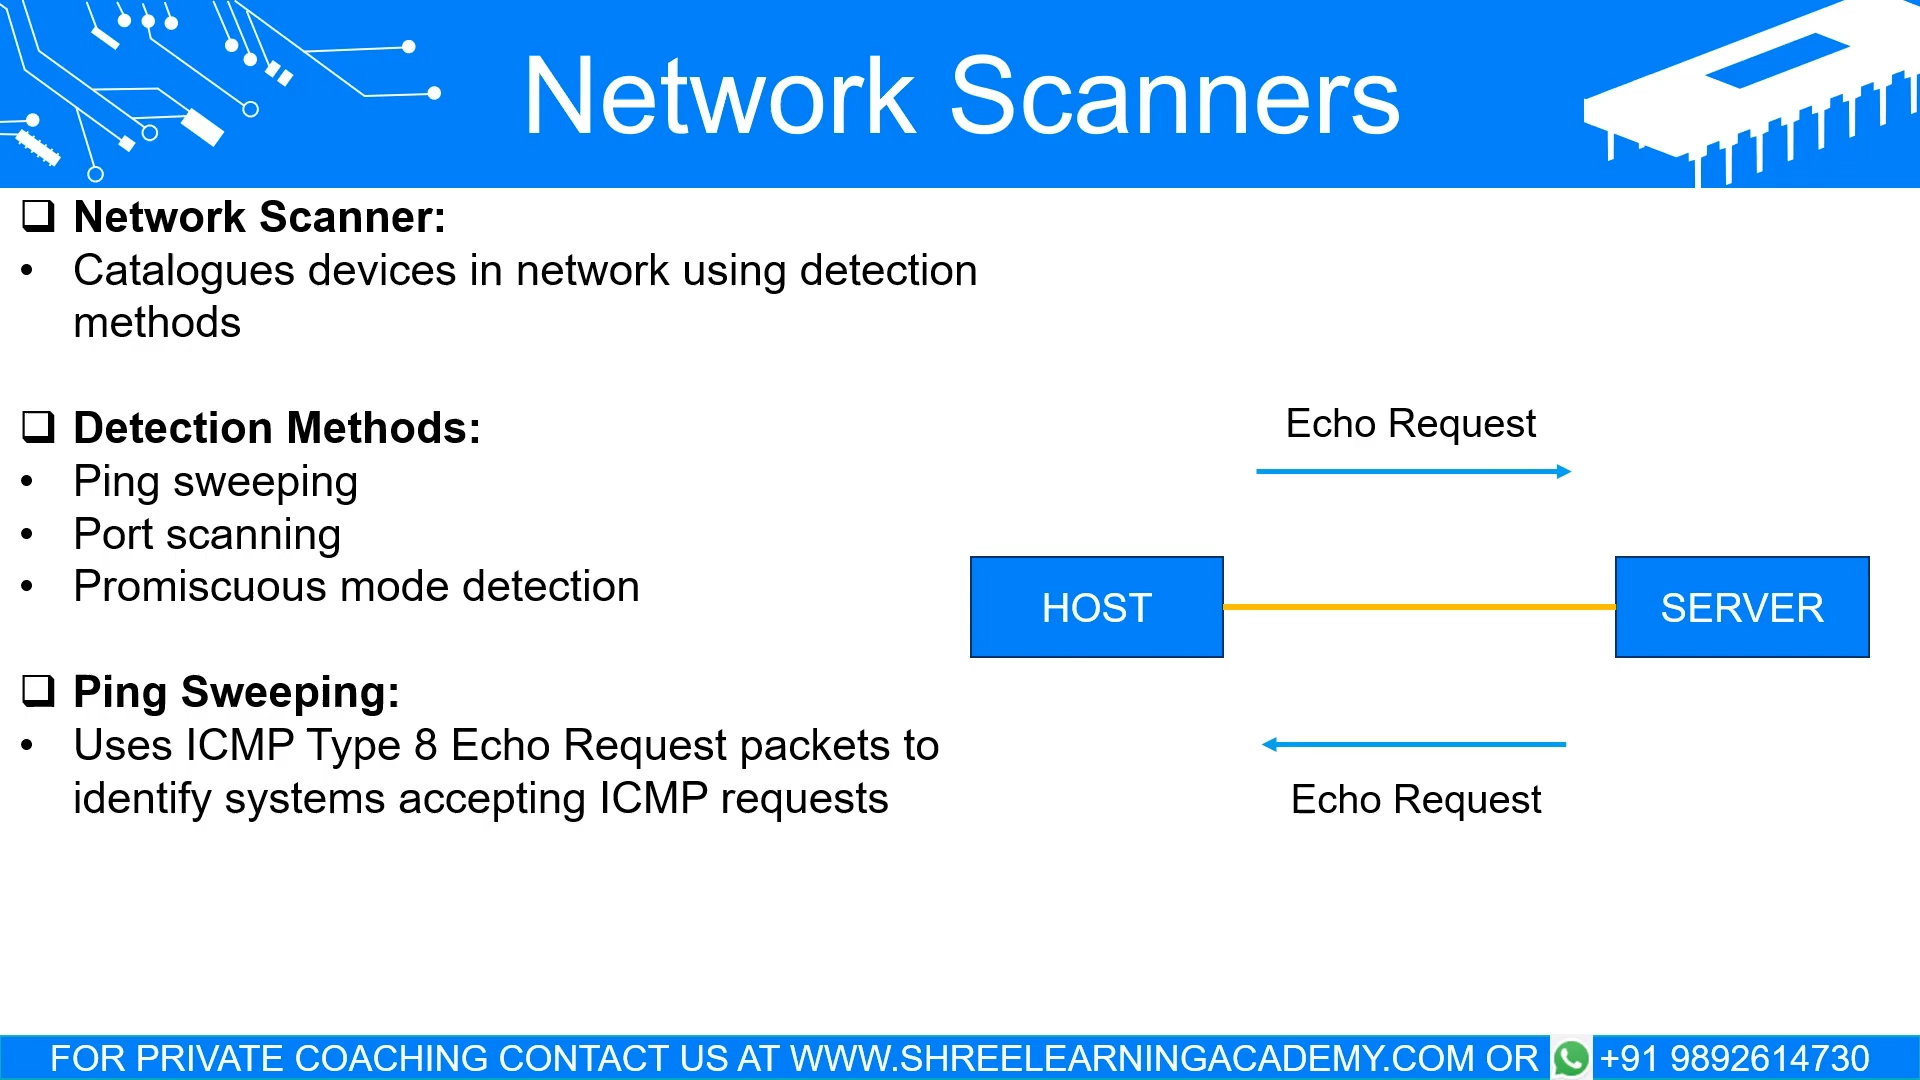 Network Scanners
❑ Network Scanner:
• Catalogues devices in network using detection
methods
❑ Detection Methods:
• Ping sweeping
• Port scanning
• Promiscuous mode detection
❑ Ping Sweeping:
• Uses ICMP Type 8 Echo Request packets to
identify systems accepting ICMP requests
Echo Request
HOST
SERVER
Echo Request
FOR PRIVATE COACHING CONTACT US AT WWW.SHREELEARNINGACADEMY.COM OR +91 9892614730